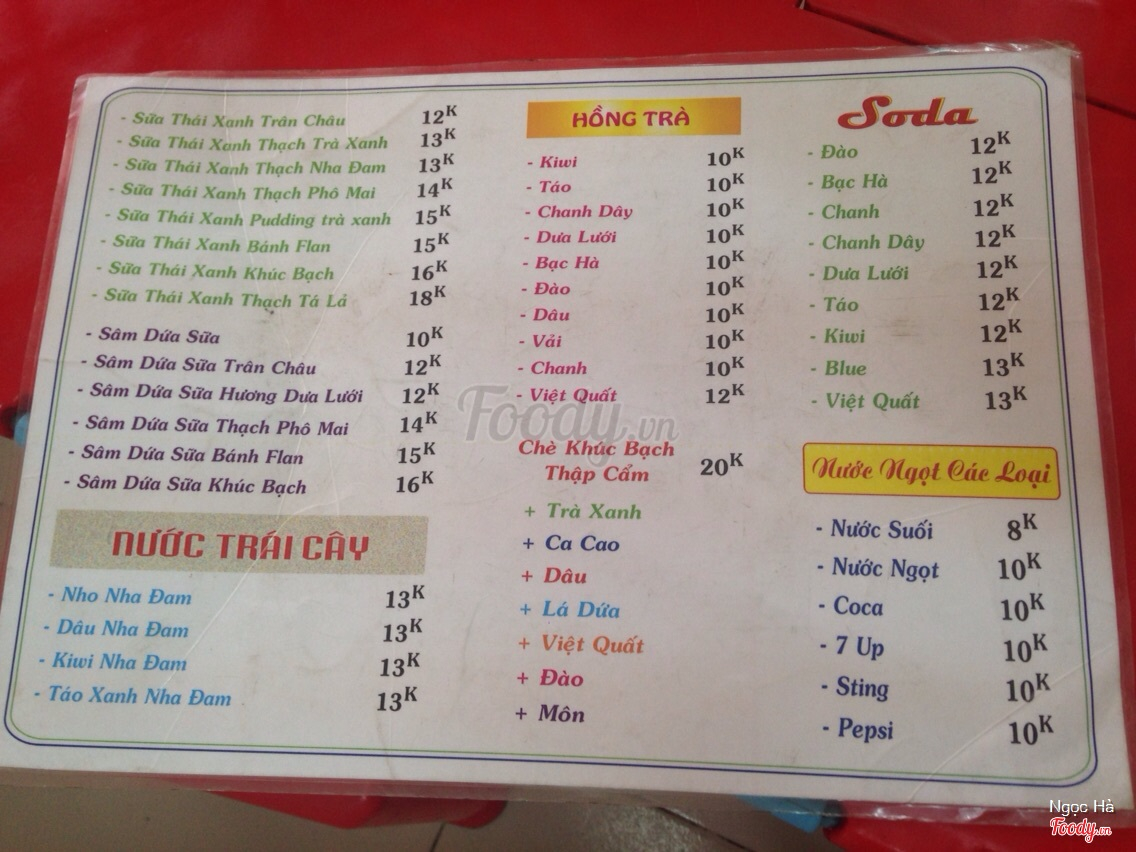 - Sữa Thái Xanh Trân Châu 12K
- Sữa Thái Xanh Thạch Trà Xanh 13K
- Sữa Thái Xanh Thạch Nha Đam 13K
- Sữa Thái Xanh Thạch Phô Mai 14K
- Sữa Thái Xanh Pudding trà xanh 15K
- Sữa Thái Xanh Bánh Flan 15K
- Sữa Thái Xanh Khúc Bạch 16K
- Sữa Thái Xanh Thạch Tá Lả 18K
- Sâm Dứa Sữa 10K
- Sâm Dứa Sữa Trân Châu 12K
- Sâm Dứa Sữa Hương Dưa Lưới 12K
- Sâm Dứa Sữa Thạch Phô Mai 14K
- Sâm Dứa Sữa Bánh Flan 15K
- Sâm Dứa Sữa Khúc Bạch 16K
NƯỚC TRÁI CÂY
- Nho Nha Đam 13K
- Dâu Nha Đam 13K
- Kiwi Nha Đam 13K
- Táo Xanh Nha Đam 13K
HỒNG TRÀ
- Kiwi 10K
- Táo 10K
- Chanh Dây 10K
- Dưa Lưới 10K
- Bạc Hà 10K
- Đào 10K
- Dâu 10K
- Vải 10K
- Chanh 10K
- Việt Quất 12K
Foody.vn
Chè Khúc Bạch
Thập Cẩm 20K
+ Trà Xanh
+ Ca Cao
+ Dâu
+ Lá Dứa
+ Việt Quất
+ Đào
+ Môn
Soda
- Đào 12K
- Bạc Hà 12K
- Chanh 12K
- Chanh Dây 12K
- Dưa Lưới 12K
- Táo 12K
- Kiwi 12K
- Blue 13K
- Việt Quất 13K
Nước Ngọt Các Loại
- Nước Suối 8K
- Nước Ngọt 10K
- Coca 10K
- 7 Up 10K
- Sting 10K
- Pepsi 10K
Ngọc Hà
Foody.vn